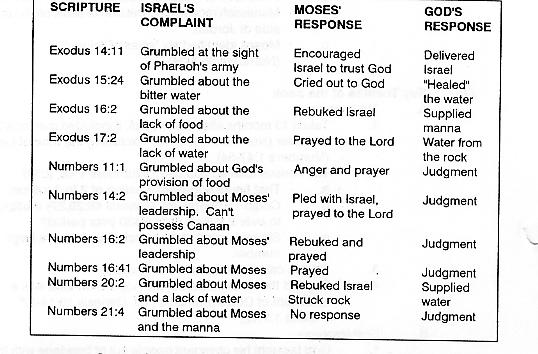 SCRIPTURE ISRAEL'S COMPLAINT MOSES' RESPONSE GOD'S RESPONSE
Exodus 14:11 Grumbled at the sight Encouraged Delivered
of Pharaoh's army Israel to trust God Israel
Exodus 15:24 Grumbled about the Cried out to God "Healed"
bitter water the water
Exodus 16:2 Grumbled about the Rebuked Israel Supplied
lack of food manna
Exodus 17:2 Grumbled about the Prayed to the Lord Water from
lack of water the rock
Numbers 11:1 Grumbled about God's Anger and prayer Judgment
provision of food
Numbers 14:2 Grumbled about Moses' Pled with Israel, Judgment
leadership. Can't prayed to the Lord
possess Canaan
Numbers 16:2 Grumbled about Moses' Rebuked and Judgment
leadership prayed
Numbers 16:41 Grumbled about Moses Prayed Judgment
Numbers 20:2 Grumbled about Moses Rebuked Israel Supplied
and a lack of water Struck rock water
Numbers 21:4 Grumbled about Moses No response Judgment
and the manna